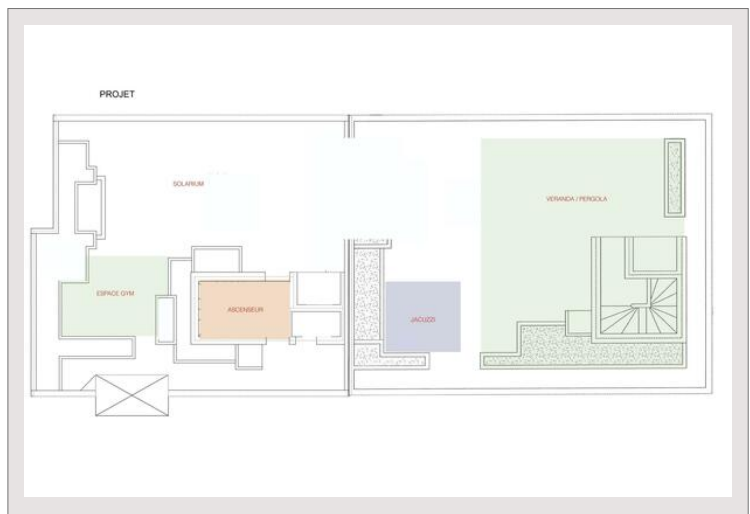 PROJET
SOLARIUM
VERANDA / PERGOLA
ESPACE GYM
ASCENSEUR
JACUZZI